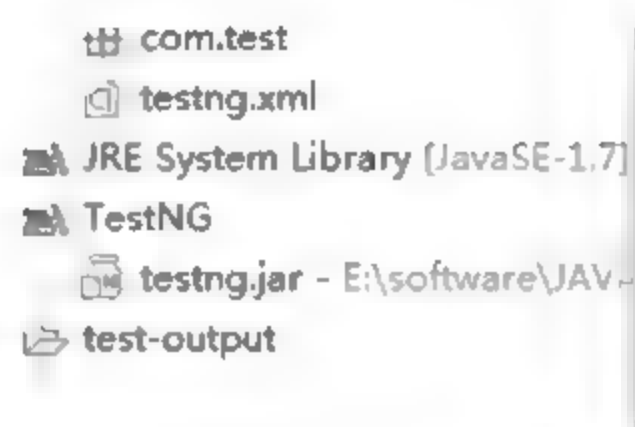 com.test
testng.xml
JRE System Library [JavaSE-1.7]
TestNG
testng.jar - E:\software\JAV
test-output